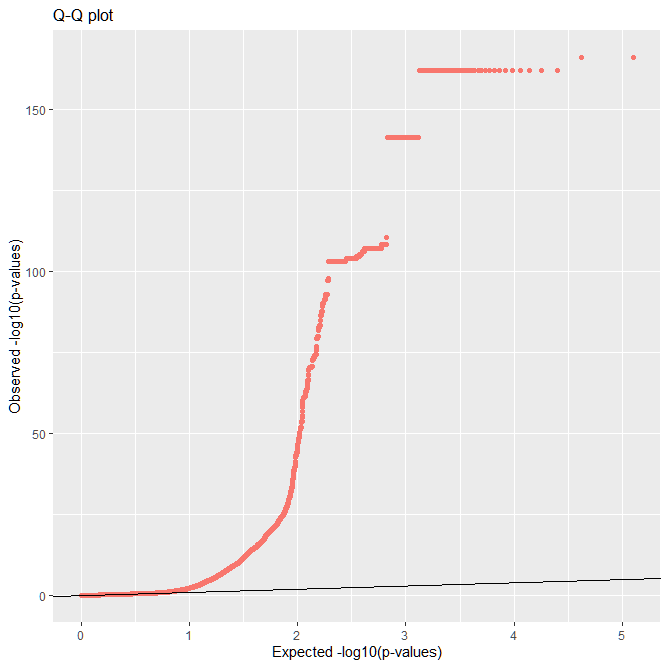 Q-Q plot
150
100
50
0
Observed -log10(p-values)
0 1 2 3 4 5
Expected -log10(p-values)